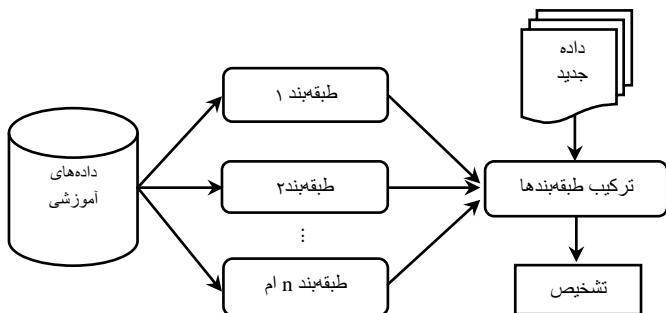 داده
جدید
طبقه‌بند ۱
داده‌های
آموزشی
طبقه‌بند۲
ترکیب طبقه‌بندها
⋮
طبقه‌بند n ام
تشخیص